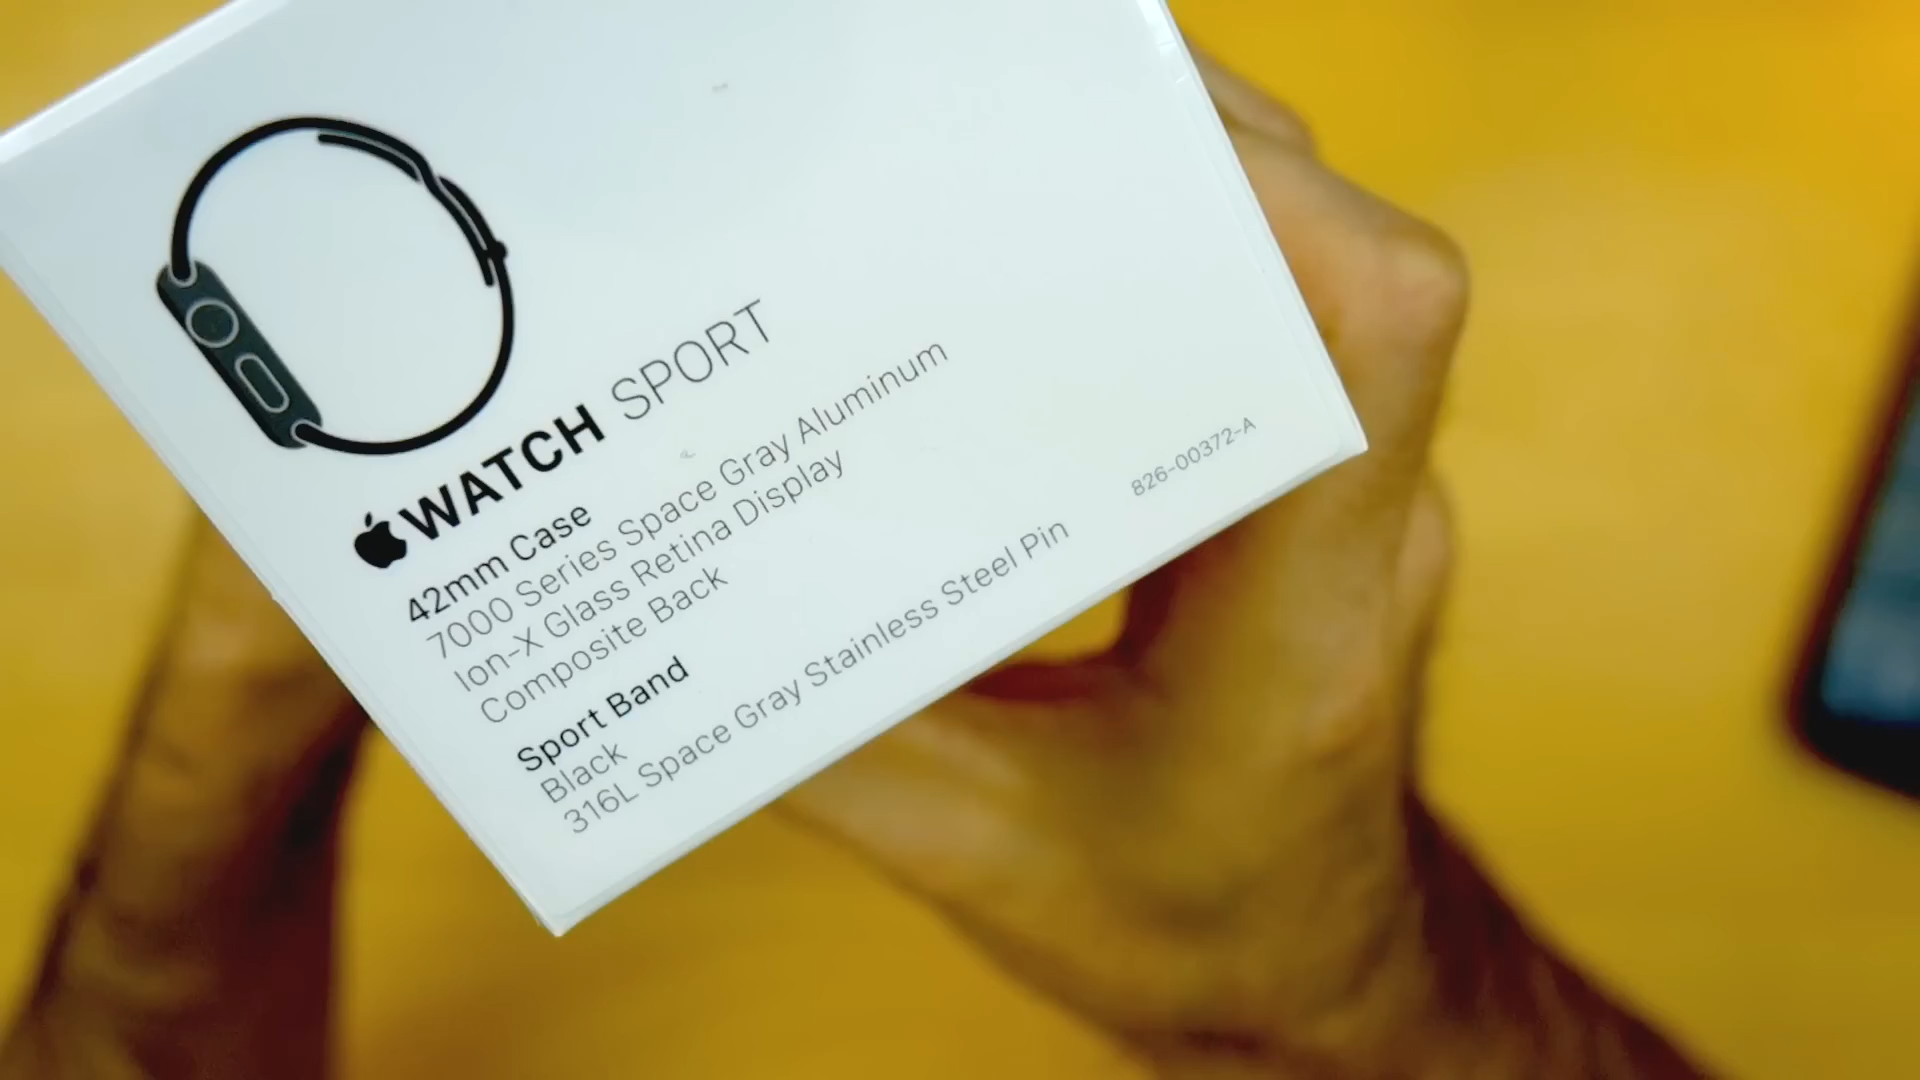 WATCH SPORT
42mm Case
7000 Series Space Gray Aluminum
Ion-X Glass Retina Display
Composite Back
Sport Band
Black
316L Space Gray Stainless Steel Pin
826-00372-A